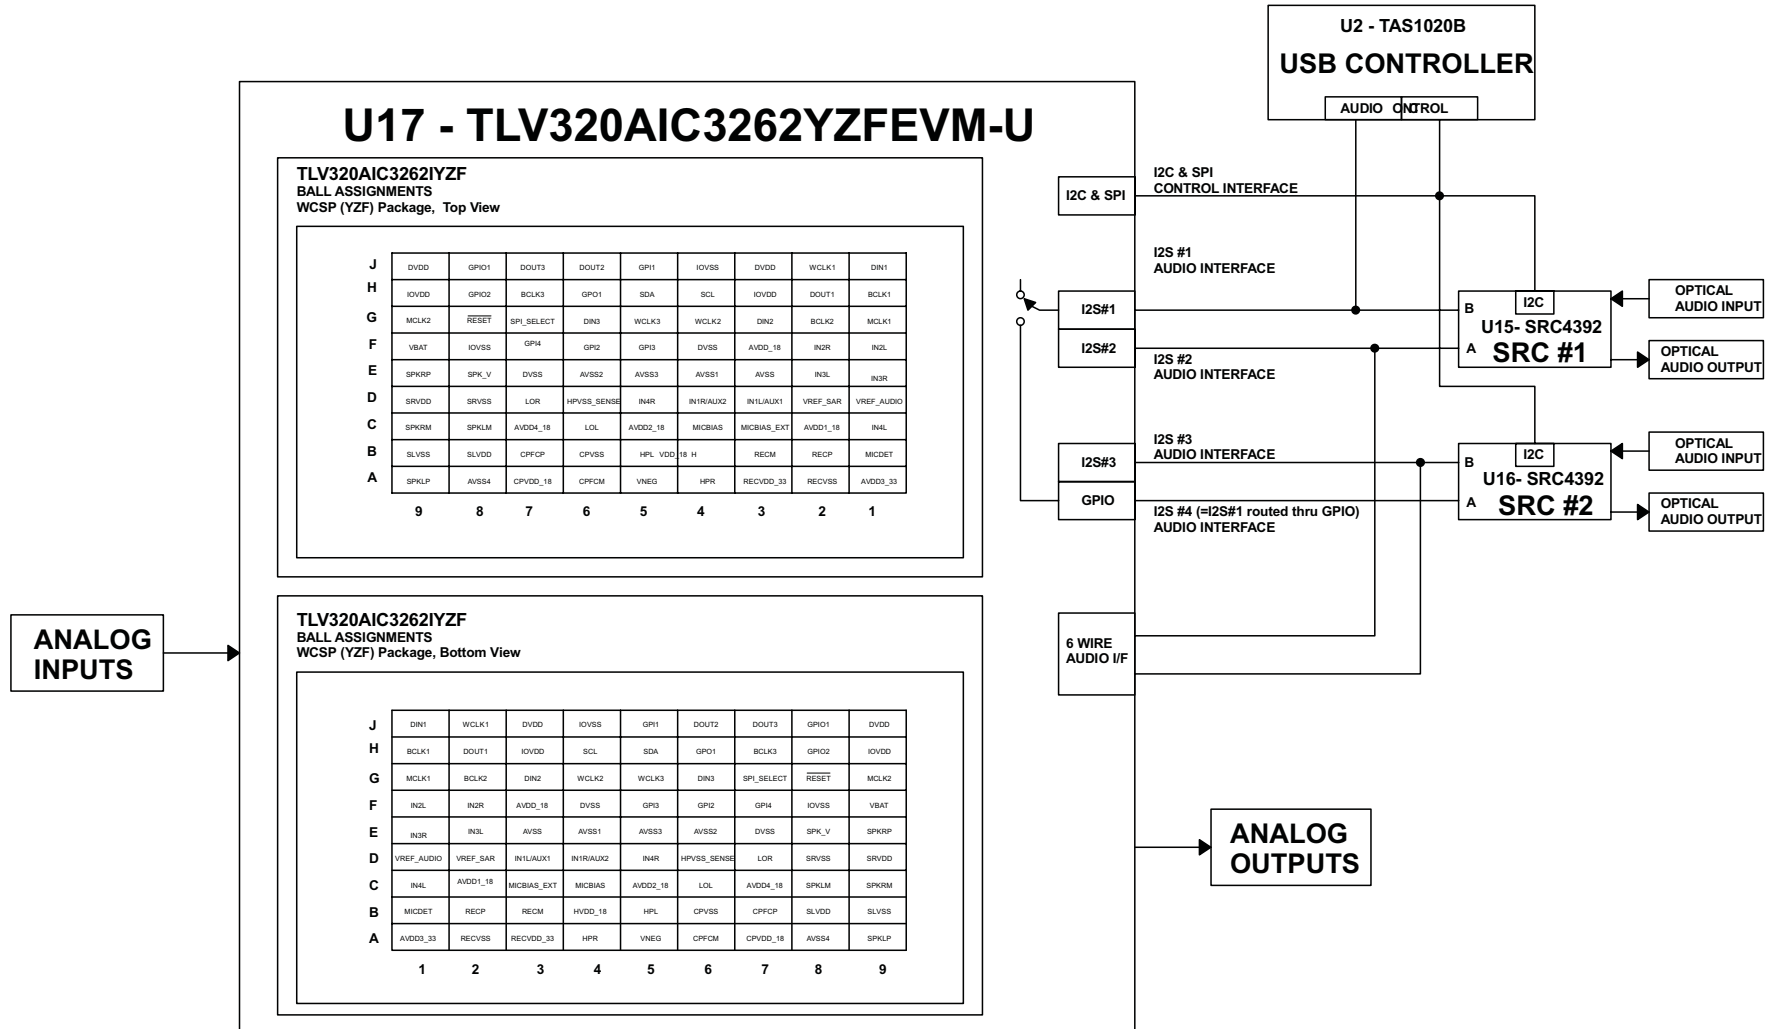 U2 - TAS1020B
USB CONTROLLER
AUDIO CONTROL
U17 - TLV320AIC3262YZFEVM-U
TLV320AIC3262IYZF
BALL ASSIGNMENTS
WCSP (YZF) Package, Top View
J DVDD GPIO1 DOUT3 DOUT2 GPI1 IOVSS DVDD WCLK1 DIN1
H IOVDD GPIO2 BCLK3 GPO1 SDA SCL IOVDD DOUT1 BCLK1
G MCLK2 RESET SPI_SELECT DIN3 WCLK3 WCLK2 DIN2 BCLK2 MCLK1
F VBAT IOVSS GPI4 GPI2 GPI3 DVSS AVDD_18 IN2R IN2L
E SPKRP SPK_V DVSS AVSS2 AVSS3 AVSS1 AVSS IN3L IN3R
D SRVDD SRVSS LOR HPVSS_SENSE IN4R IN1R/AUX2 IN1L/AUX1 VREF_SAR VREF_AUDIO
C SPKRM SPKLM AVDD4_18 LOL AVDD2_18 MICBIAS MICBIAS_EXT AVDD1_18 IN4L
B SLVSS SLVDD CPFCP CPVSS HPL VDD_18 H RECM RECP MICDET
A SPKLP AVSS4 CPVDD_18 CPFCM VNEG HPR RECVDD_33 RECVSS AVDD3_33
9 8 7 6 5 4 3 2 1
I2C & SPI
I2C & SPI
CONTROL INTERFACE
I2S #1
AUDIO INTERFACE
I2S#1
I2S#2
I2S #2
AUDIO INTERFACE
I2S #3
AUDIO INTERFACE
I2S#3
GPIO
I2S #4 (=I2S#1 routed thru GPIO)
AUDIO INTERFACE
6 WIRE
AUDIO I/F
I2C
B
U15- SRC4392
A
SRC #1
OPTICAL
AUDIO INPUT
OPTICAL
AUDIO OUTPUT
I2C
B
U16- SRC4392
A
SRC #2
OPTICAL
AUDIO INPUT
OPTICAL
AUDIO OUTPUT
ANALOG
INPUTS
TLV320AIC3262IYZF
BALL ASSIGNMENTS
WCSP (YZF) Package, Bottom View
J DIN1 WCLK1 DVDD IOVSS GPI1 DOUT2 DOUT3 GPIO1 DVDD
H BCLK1 DOUT1 IOVDD SCL SDA GPO1 BCLK3 GPIO2 IOVDD
G MCLK1 BCLK2 DIN2 WCLK2 WCLK3 DIN3 SPI_SELECT RESET MCLK2
F IN2L IN2R AVDD_18 DVSS GPI3 GPI2 GPI4 IOVSS VBAT
E IN3R IN3L AVSS AVSS1 AVSS3 AVSS2 DVSS SPK_V SPKRP
D VREF_AUDIO VREF_SAR IN1L/AUX1 IN1R/AUX2 IN4R HPVSS_SENSE LOR SRVSS SRVDD
C IN4L AVDD1_18 MICBIAS_EXT MICBIAS AVDD2_18 LOL AVDD4_18 SPKLM SPKRM
B MICDET RECP RECM HVDD_18 HPL CPVSS CPFCP SLVDD SLVSS
A AVDD3_33 RECVSS RECVDD_33 HPR VNEG CPFCM CPVDD_18 AVSS4 SPKLP
1 2 3 4 5 6 7 8 9
ANALOG
OUTPUTS